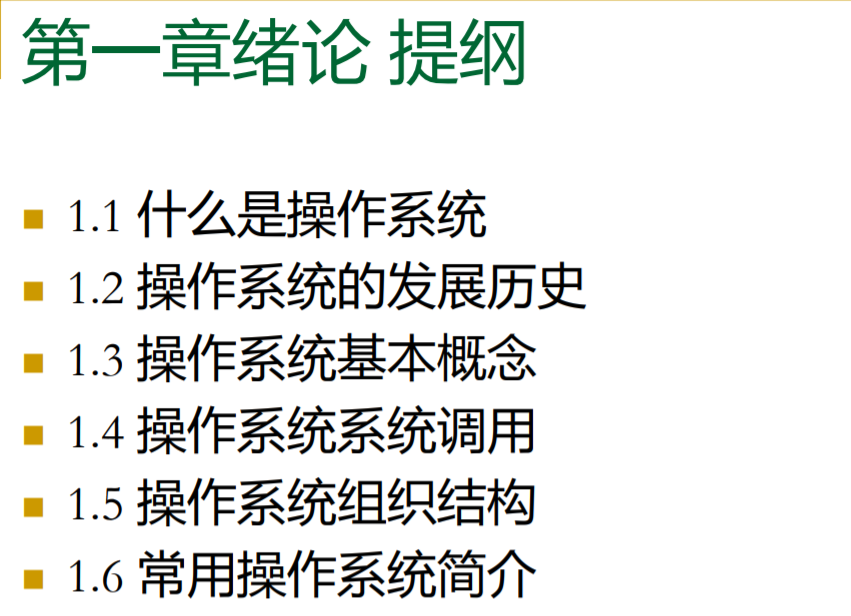 第一章绪论 提纲
■ 1.1 什么是操作系统
■ 1.2 操作系统的发展历史
■ 1.3 操作系统基本概念
■ 1.4 操作系统系统调用
■ 1.5 操作系统组织结构
■ 1.6 常用操作系统简介